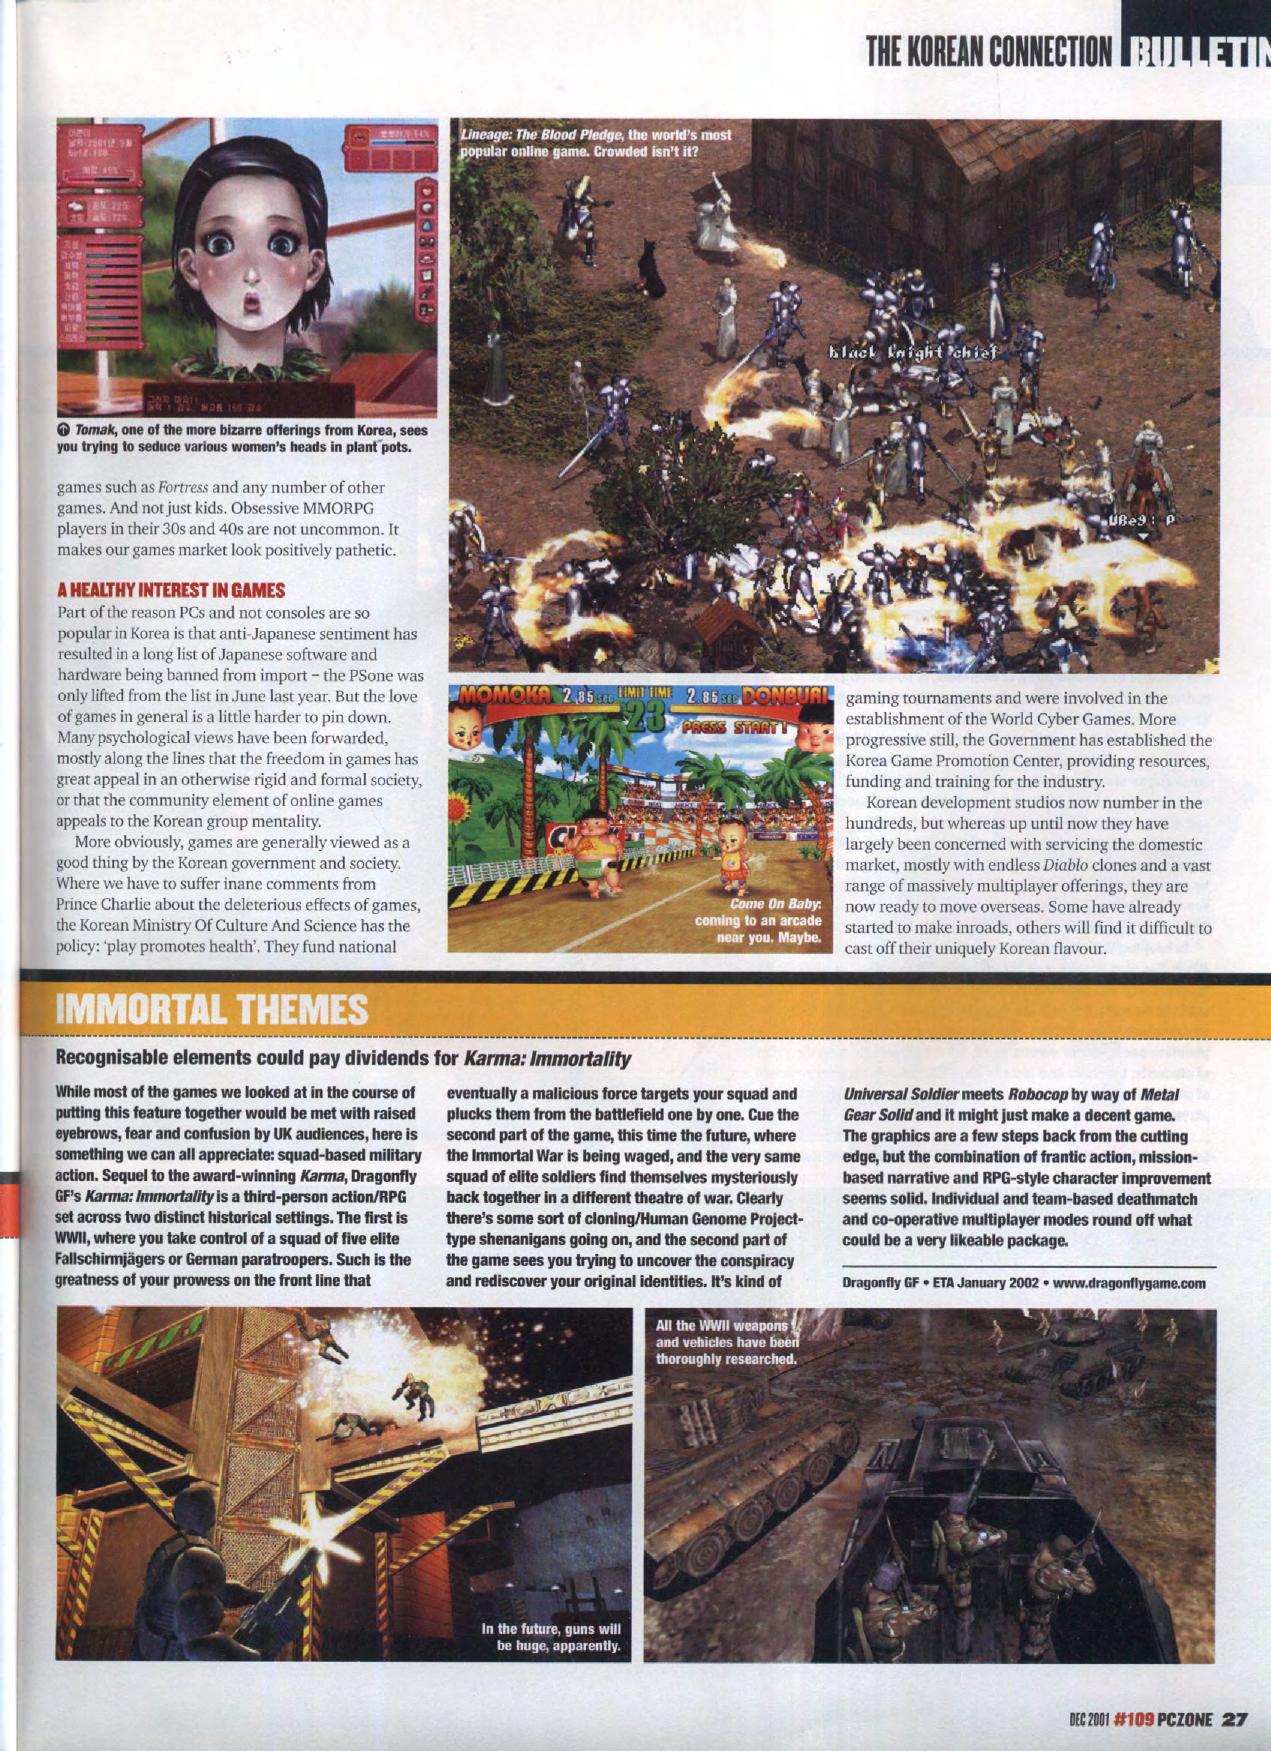 THE KOREAN CONNECTION BULLETIN
Lineage: The Blood Pledge, the world's most
popular online game. Crowded isn't it?
black knight chief
Tomak, one of the more bizarre offerings from Korea, sees
you trying to seduce various women's heads in plant pots.
games such as Fortress and any number of other
games. And not just kids. Obsessive MMORPG
players in their 30s and 40s are not uncommon. It
makes our games market look positively pathetic.
A HEALTHY INTEREST IN GAMES
Part of the reason PCs and not consoles are so
popular in Korea is that anti-Japanese sentiment has
resulted in a long list of Japanese software and
hardware being banned from import – the PSone was
only lifted from the list in June last year. But the love
of games in general is a little harder to pin down.
Many psychological views have been forwarded,
mostly along the lines that the freedom in games has
great appeal in an otherwise rigid and formal society,
or that the community element of online games
appeals to the Korean group mentality.
More obviously, games are generally viewed as a
good thing by the Korean government and society.
Where we have to suffer inane comments from
Prince Charlie about the deleterious effects of games,
the Korean Ministry Of Culture And Science has the
policy: 'play promotes health'. They fund national
MOMOKA 2.85 SEC LIMIT TIME 2.85 SEC DONBURI
23
PRESS START!
Come On Baby:
coming to an arcade
near you. Maybe.
gaming tournaments and were involved in the
establishment of the World Cyber Games. More
progressive still, the Government has established the
Korea Game Promotion Center, providing resources,
funding and training for the industry.
Korean development studios now number in the
hundreds, but whereas up until now they have
largely been concerned with servicing the domestic
market, mostly with endless Diablo clones and a vast
range of massively multiplayer offerings, they are
now ready to move overseas. Some have already
started to make inroads, others will find it difficult to
cast off their uniquely Korean flavour.
IMMORTAL THEMES
Recognisable elements could pay dividends for Karma: Immortality
While most of the games we looked at in the course of
putting this feature together would be met with raised
eyebrows, fear and confusion by UK audiences, here is
something we can all appreciate: squad-based military
action. Sequel to the award-winning Karma, Dragonfly
GF's Karma: Immortality is a third-person action/RPG
set across two distinct historical settings. The first is
WWII, where you take control of a squad of five elite
Fallschirmjägers or German paratroopers. Such is the
greatness of your prowess on the front line that
eventually a malicious force targets your squad and
plucks them from the battlefield one by one. Cue the
second part of the game, this time the future, where
the Immortal War is being waged, and the very same
squad of elite soldiers find themselves mysteriously
back together in a different theatre of war. Clearly
there's some sort of cloning/Human Genome Project-
type shenanigans going on, and the second part of
the game sees you trying to uncover the conspiracy
and rediscover your original identities. It's kind of
Universal Soldier meets Robocop by way of Metal
Gear Solid and it might just make a decent game.
The graphics are a few steps back from the cutting
edge, but the combination of frantic action, mission-
based narrative and RPG-style character improvement
seems solid. Individual and team-based deathmatch
and co-operative multiplayer modes round off what
could be a very likeable package.
Dragonfly GF • ETA January 2002 • www.dragonflygame.com
In the future, guns will
be huge, apparently.
All the WWII weapons
and vehicles have been
thoroughly researched.
DEC 2001 #109 PCZONE 27